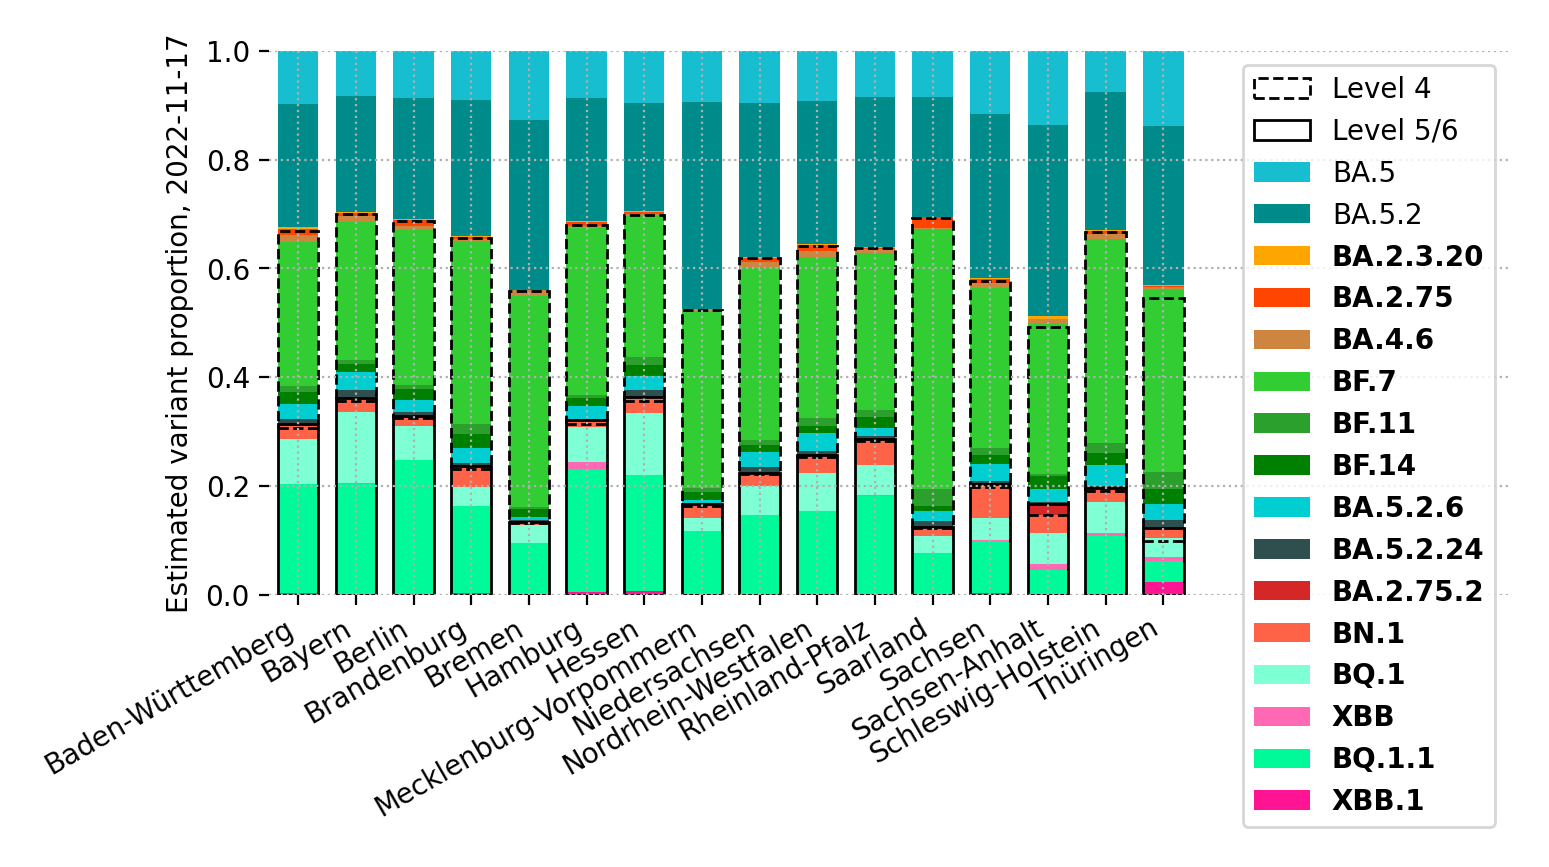 Estimated variant proportion, 2022-11-17
1.0
0.8
0.6
0.4
0.2
0.0
Baden-Württemberg
Bayern
Berlin
Brandenburg
Bremen
Hamburg
Hessen
Mecklenburg-Vorpommern
Niedersachsen
Nordrhein-Westfalen
Rheinland-Pfalz
Saarland
Sachsen
Sachsen-Anhalt
Schleswig-Holstein
Thüringen
Level 4
Level 5/6
BA.5
BA.5.2
BA.2.3.20
BA.2.75
BA.4.6
BF.7
BF.11
BF.14
BA.5.2.6
BA.5.2.24
BA.2.75.2
BN.1
BQ.1
XBB
BQ.1.1
XBB.1